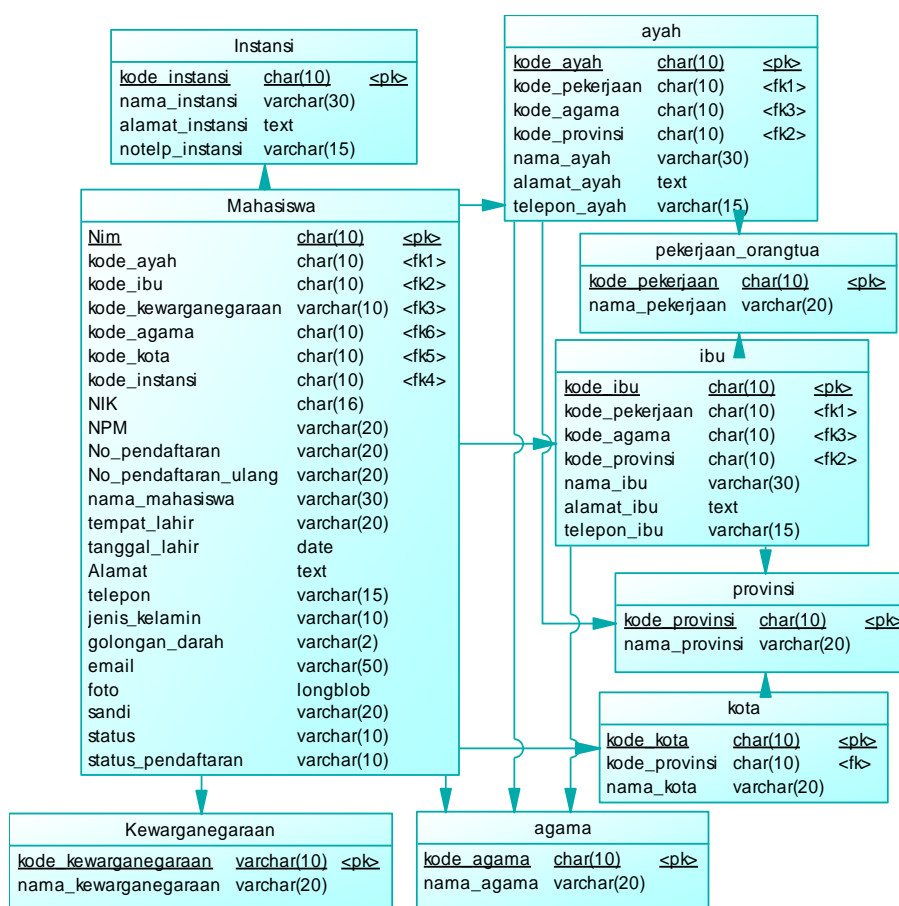 Instansi
kode_instansi char(10) <pk>
nama_instansi varchar(30)
alamat_instansi text
notelp_instansi varchar(15)
ayah
kode_ayah char(10) <pk>
kode_pekerjaan char(10) <fk1>
kode_agama char(10) <fk3>
kode_provinsi char(10) <fk2>
nama_ayah varchar(30)
alamat_ayah text
telepon_ayah varchar(15)
Mahasiswa
Nim char(10) <pk>
kode_ayah char(10) <fk1>
kode_ibu char(10) <fk2>
kode_kewarganegaraan varchar(10) <fk3>
kode_agama char(10) <fk6>
kode_kota char(10) <fk5>
kode_instansi char(10) <fk4>
NIK char(16)
NPM varchar(20)
No_pendaftaran varchar(20)
No_pendaftaran_ulang varchar(20)
nama_mahasiswa varchar(30)
tempat_lahir varchar(20)
tanggal_lahir date
Alamat text
telepon varchar(15)
jenis_kelamin varchar(10)
golongan_darah varchar(2)
email varchar(50)
foto longblob
sandi varchar(20)
status varchar(10)
status_pendaftaran varchar(10)
pekerjaan_orangtua
kode_pekerjaan char(10) <pk>
nama_pekerjaan varchar(20)
ibu
kode_ibu char(10) <pk>
kode_pekerjaan char(10) <fk1>
kode_agama char(10) <fk3>
kode_provinsi char(10) <fk2>
nama_ibu varchar(30)
alamat_ibu text
telepon_ibu varchar(15)
provinsi
kode_provinsi char(10) <pk>
nama_provinsi varchar(20)
kota
kode_kota char(10) <pk>
kode_provinsi char(10) <fk>
nama_kota varchar(20)
Kewarganegaraan
kode_kewarganegaraan varchar(10) <pk>
nama_kewarganegaraan varchar(20)
agama
kode_agama char(10) <pk>
nama_agama varchar(20)